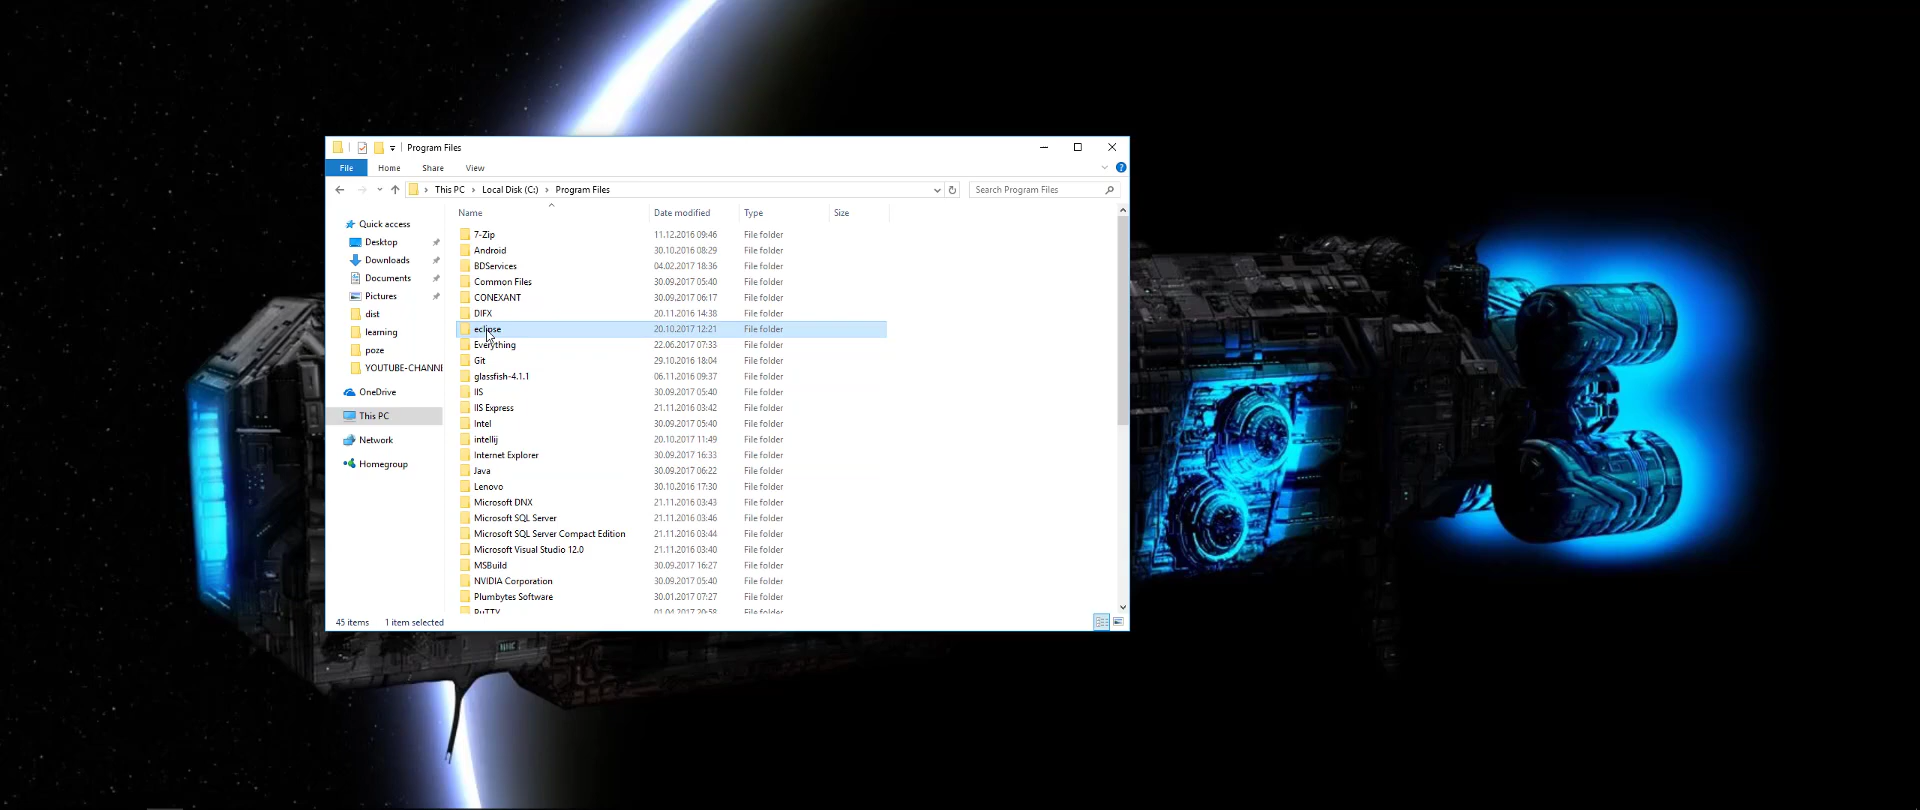 Program Files
File Home Share View
This PC Local Disk (C:) Program Files Search Program Files
Name Date modified Type Size
Quick access
Desktop
Downloads
Documents
Pictures
dist
learning
poze
YOUTUBE-CHANNE
OneDrive
This PC
Network
Homegroup
7-Zip 11.12.2016 09:46 File folder
Android 30.10.2016 08:29 File folder
BDServices 04.02.2017 18:36 File folder
Common Files 30.09.2017 05:40 File folder
CONEXANT 30.09.2017 06:17 File folder
DIFX 20.11.2016 14:38 File folder
eclipse 20.10.2017 12:21 File folder
Everything 22.06.2017 07:33 File folder
Git 29.10.2016 18:04 File folder
glassfish-4.1.1 06.11.2016 09:37 File folder
IIS 30.09.2017 05:40 File folder
IIS Express 21.11.2016 03:42 File folder
Intel 30.09.2017 05:40 File folder
intellij 20.10.2017 11:49 File folder
Internet Explorer 30.09.2017 16:33 File folder
Java 30.09.2017 06:22 File folder
Lenovo 30.10.2016 17:30 File folder
Microsoft DNX 21.11.2016 03:43 File folder
Microsoft SQL Server 21.11.2016 03:46 File folder
Microsoft SQL Server Compact Edition 21.11.2016 03:44 File folder
Microsoft Visual Studio 12.0 21.11.2016 03:40 File folder
MSBuild 30.09.2017 16:27 File folder
NVIDIA Corporation 30.09.2017 05:40 File folder
Plumbytes Software 30.01.2017 07:27 File folder
PuTTY 01.04.2017 20:58 File folder
45 items 1 item selected